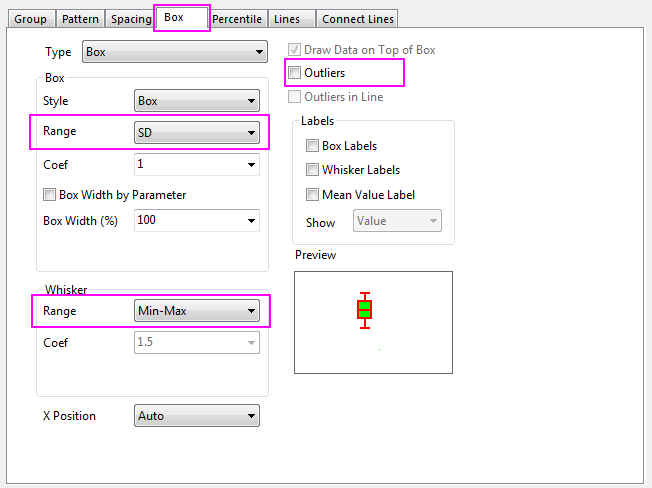 Group Pattern Spacing Box Percentile Lines Connect Lines
Type Box
Box
Style Box
Range SD
Coef 1
Box Width by Parameter
Box Width (%) 100
Whisker
Range Min-Max
Coef 1.5
X Position Auto
Draw Data on Top of Box
Outliers
Outliers in Line
Labels
Box Labels
Whisker Labels
Mean Value Label
Show Value
Preview